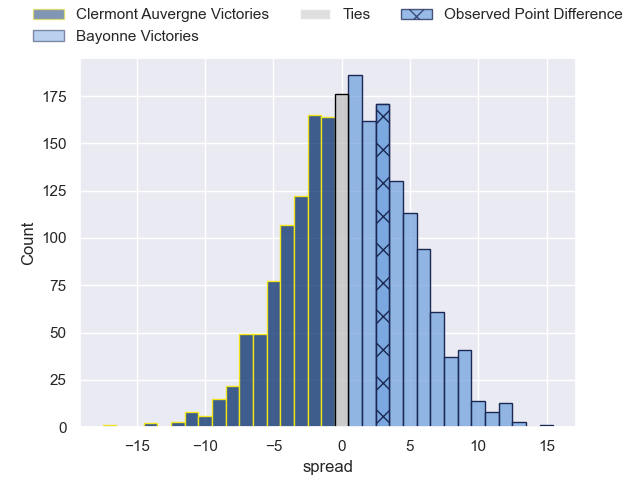 Clermont Auvergne Victories
Ties
Observed Point Difference
Bayonne Victories
175
150
125
100
75
50
25
0
Count
−15
−10
−5
0
5
10
15
spread